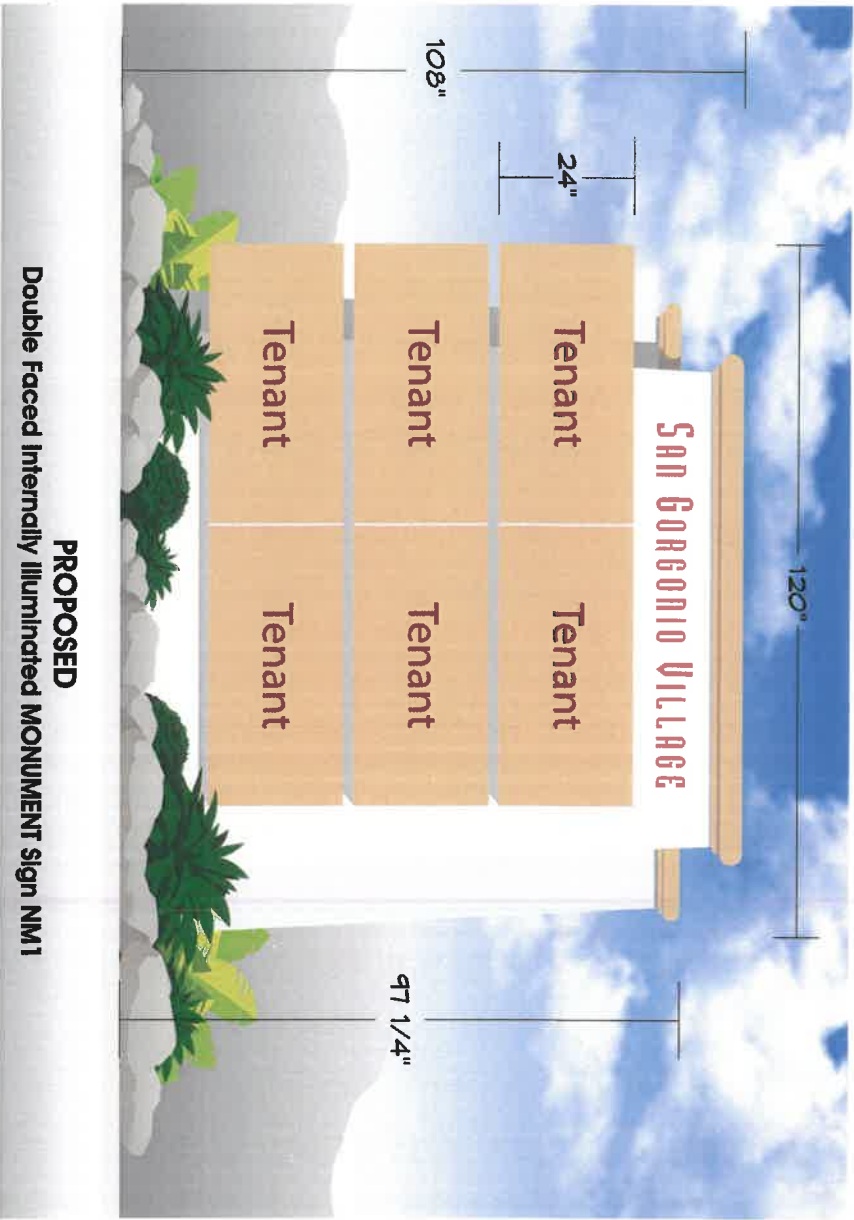 120"
108"
24"
97 1/4"
SAN GORGONIO VILLAGE
Tenant Tenant
Tenant Tenant
Tenant Tenant
PROPOSED
Double Faced Internally Illuminated MONUMENT Sign NM1